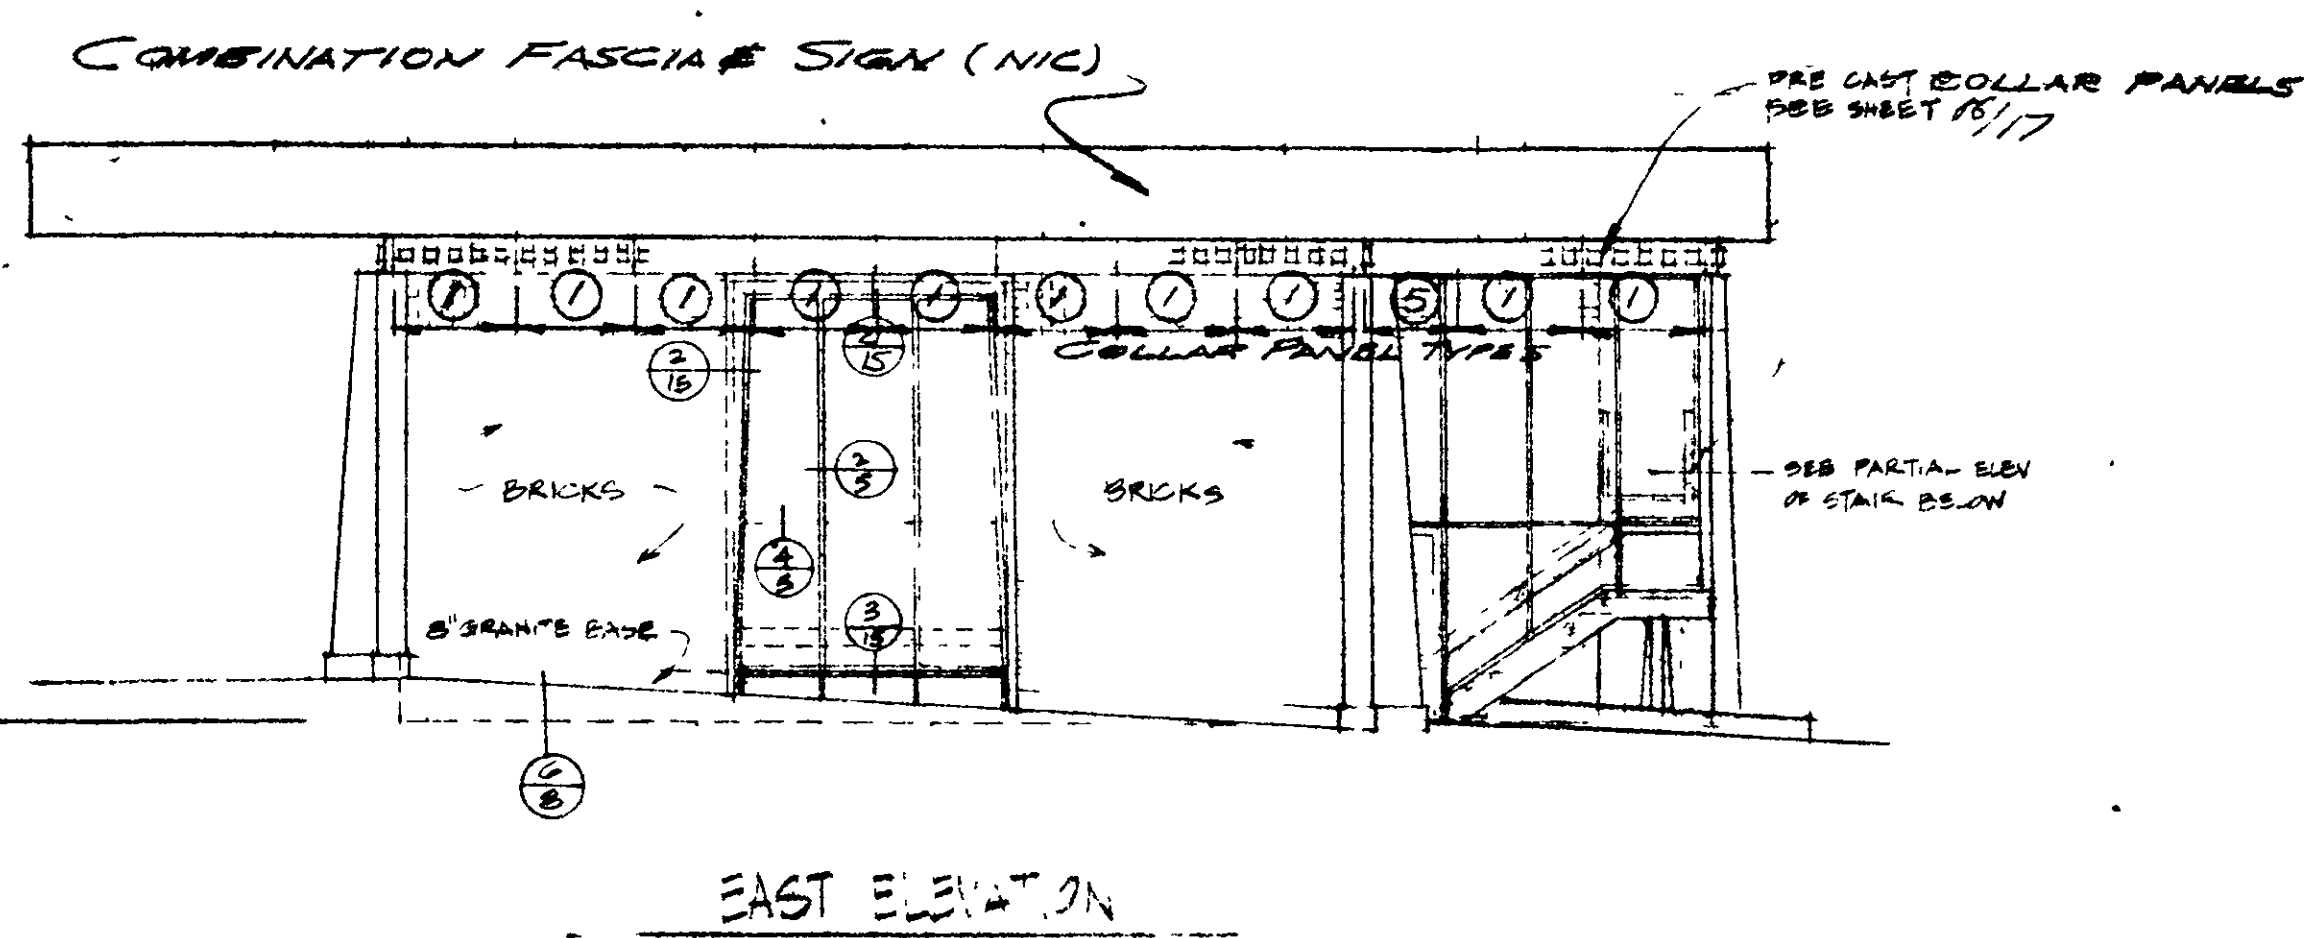 COMBINATION FASCIA & SIGN (NIC)
PRE CAST COLLAR PANELS
SEE SHEET 16/17
1 1 1 1 1 1 1 1 5 1 1
COLLAR PANEL TYPES
2
15
2
15
2
5
SEE PARTIAL ELEV
OF STAIR BELOW
BRICKS
BRICKS
4
5
3
15
8" GRANITE BASE
6
8
EAST ELEVATION